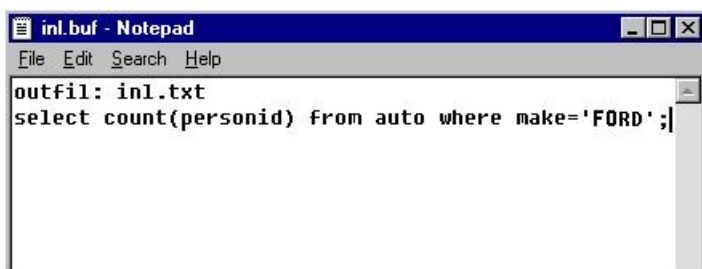 inl.buf - Notepad
File Edit Search Help
outfil: inl.txt
select count(personid) from auto where make='FORD';